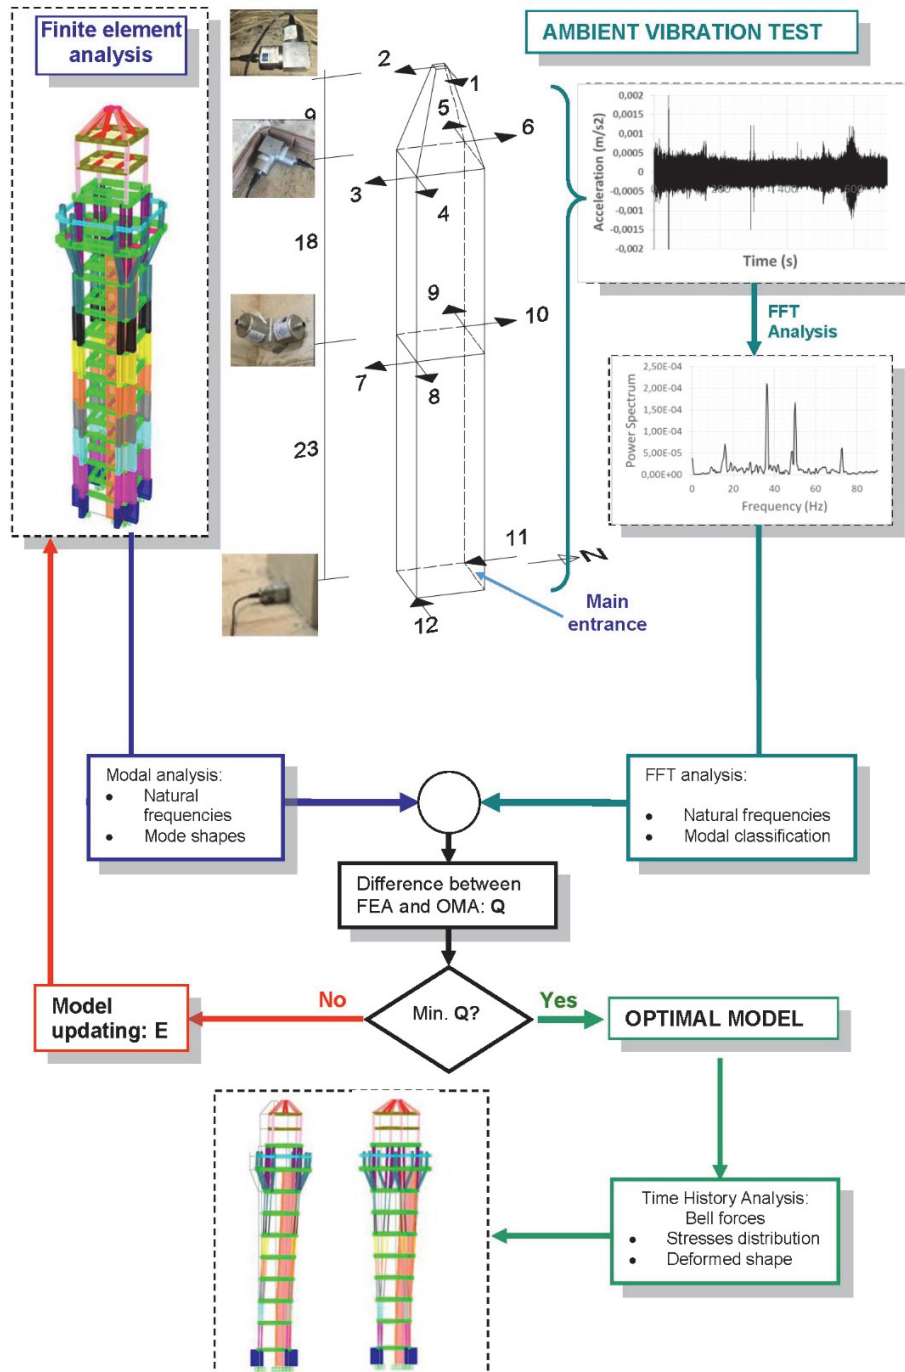 Finite element
analysis
AMBIENT VIBRATION TEST
2
1
9
5
6
3
4
18
9
10
7
8
23
11
N
12
Main
entrance
Acceleration (m/s2)
0,002
0,0015
0,001
0,0005
0
-0,0005
-0,001
-0,0015
-0,002
200
400
600
Time (s)
FFT
Analysis
Power Spectrum
2,50E-04
2,00E-04
1,50E-04
1,00E-04
5,00E-05
0,00E+00
0 20 40 60 80
Frequency (Hz)
Modal analysis:
• Natural
frequencies
• Mode shapes
FFT analysis:
• Natural frequencies
• Modal classification
Difference between
FEA and OMA: Q
Min. Q?
No
Yes
Model
updating: E
OPTIMAL MODEL
Time History Analysis:
Bell forces
• Stresses distribution
• Deformed shape